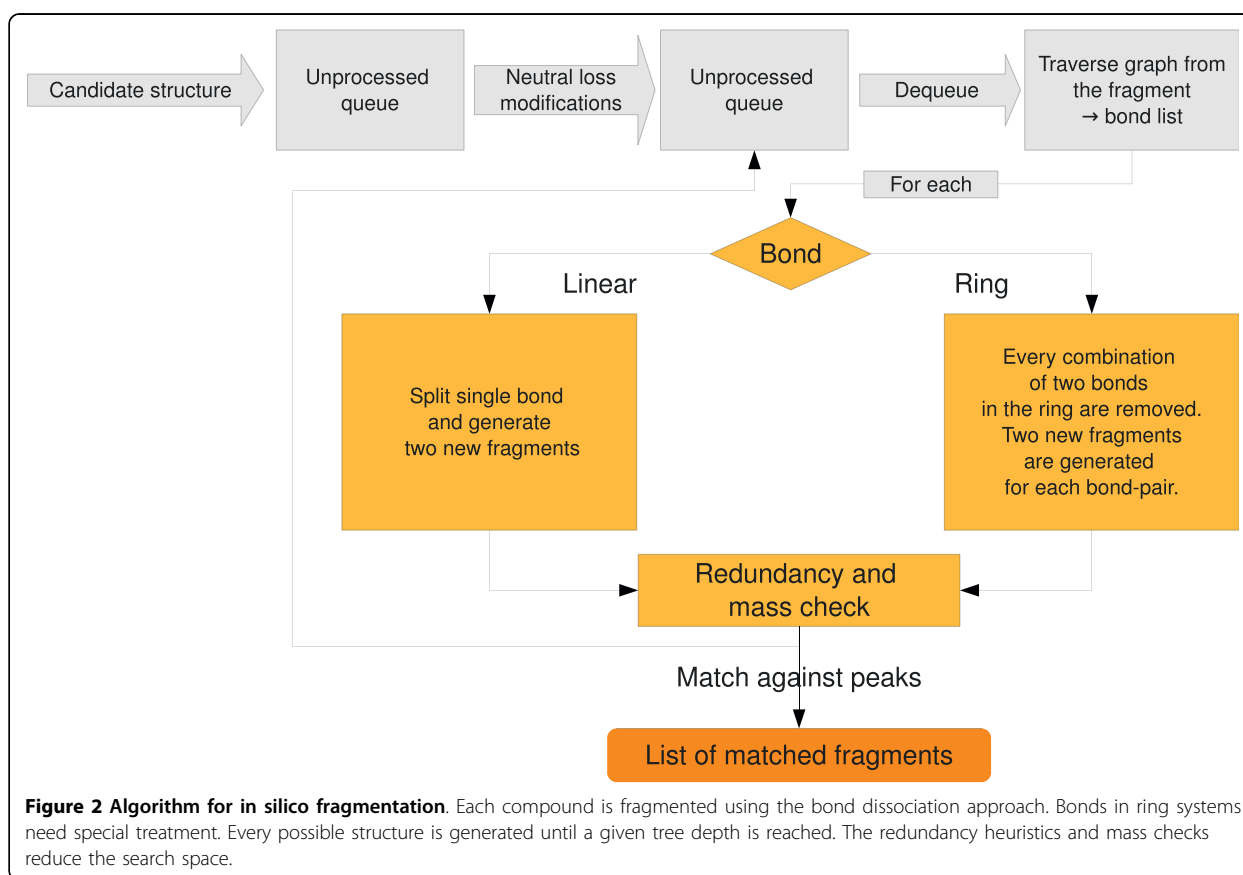 Candidate structure
Unprocessed
queue
Neutral loss
modifications
Unprocessed
queue
Dequeue
Traverse graph from
the fragment
→ bond list
For each
Bond
Linear
Ring
Split single bond
and generate
two new fragments
Every combination
of two bonds
in the ring are removed.
Two new fragments
are generated
for each bond-pair.
Redundancy and
mass check
Match against peaks
List of matched fragments
Figure 2 Algorithm for in silico fragmentation. Each compound is fragmented using the bond dissociation approach. Bonds in ring systems
need special treatment. Every possible structure is generated until a given tree depth is reached. The redundancy heuristics and mass checks
reduce the search space.